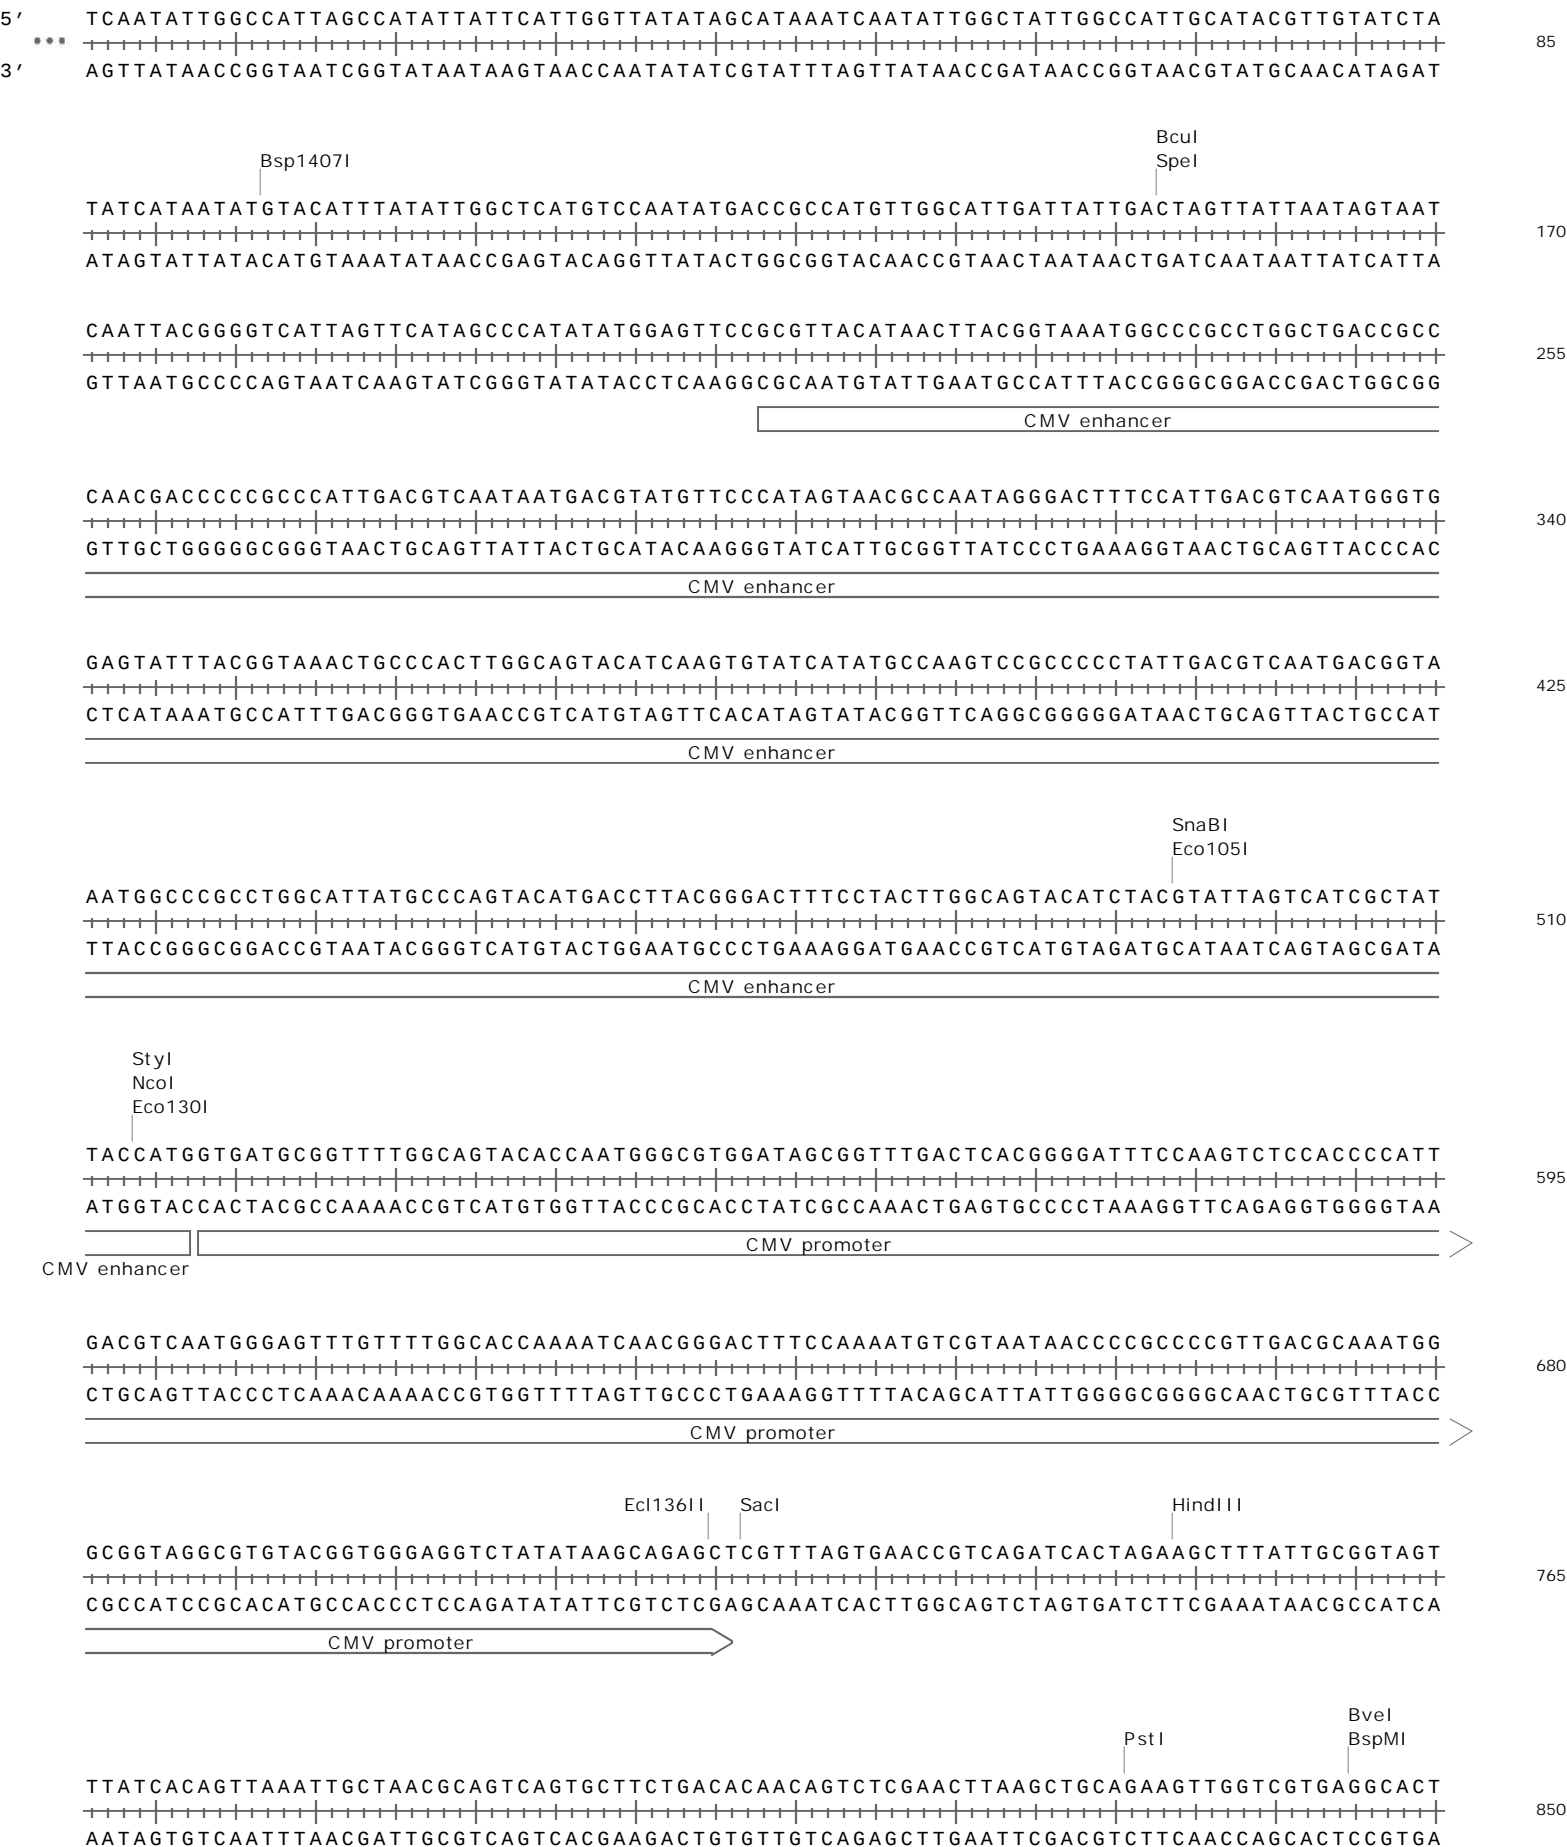 5′ TCAATATTGGCCATTAGCCATATTATTCATTGGTTATATAGCATAAATCAATATTGGCTATTGGCCATTGCATACGTTGTATCTA
85
3′ AGTTATAACCGGTAATCGGTATAATAAGTAACCAATATATCGTATTTAGTTATAACCGATAACCGGTAACGTATGCAACATAGAT
BcuI
Bsp1407I SpeI
TATCATAATATGTACATTTATATTGGCTCATGTCCAATATGACCGCCATGTTGGCATTGATTATTGACTAGTTATTAATAGTAAT
170
ATAGTATTATACATGTAAATATAACCGAGTACAGGTTATACTGGCGGTACAACCGTAACTAATAACTGATCAATAATTATCATTA
CAATTACGGGGTCATTAGTTCATAGCCCATATATGGAGTTCCGCGTTACATAACTTACGGTAAATGGCCCGCCTGGCTGACCGCC
255
GTTAATGCCCCAGTAATCAAGTATCGGGTATATACCTCAAGGCGCAATGTATTGAATGCCATTTACCGGGCGGACCGACTGGCGG
CMV enhancer
CAACGACCCCCGCCCATTGACGTCAATAATGACGTATGTTCCCATAGTAACGCCAATAGGGACTTTCCATTGACGTCAATGGGTG
340
GTTGCTGGGGGCGGGTAACTGCAGTTATTACTGCATACAAGGGTATCATTGCGGTTATCCCTGAAAGGTAACTGCAGTTACCCAC
CMV enhancer
GAGTATTTACGGTAAACTGCCCACTTGGCAGTACATCAAGTGTATCATATGCCAAGTCCGCCCCCTATTGACGTCAATGACGGTA
425
CTCATAAATGCCATTTGACGGGTGAACCGTCATGTAGTTCACATAGTATACGGTTCAGGCGGGGGATAACTGCAGTTACTGCCAT
CMV enhancer
SnaBI
Eco105I
AATGGCCCGCCTGGCATTATGCCCAGTACATGACCTTACGGGACTTTCCTACTTGGCAGTACATCTACGTATTAGTCATCGCTAT
510
TTACCGGGCGGACCGTAATACGGGTCATGTACTGGAATGCCCTGAAAGGATGAACCGTCATGTAGATGCATAATCAGTAGCGATA
CMV enhancer
StyI
NcoI
Eco130I
TACCATGGTGATGCGGTTTTGGCAGTACACCAATGGGCGTGGATAGCGGTTTGACTCACGGGGATTTCCAAGTCTCCACCCCATT
595
ATGGTACCACTACGCCAAAACCGTCATGTGGTTACCCGCACCTATCGCCAAACTGAGTGCCCCTAAAGGTTCAGAGGTGGGGTAA
CMV promoter
CMV enhancer
GACGTCAATGGGAGTTTGTTTTGGCACCAAAATCAACGGGACTTTCCAAAATGTCGTAATAACCCCGCCCCGTTGACGCAAATGG
680
CTGCAGTTACCCTCAAACAAAACCGTGGTTTTAGTTGCCCTGAAAGGTTTTACAGCATTATTGGGGCGGGGCAACTGCGTTTACC
CMV promoter
Ecl136II SacI HindIII
GCGGTAGGCGTGTACGGTGGGAGGTCTATATAAGCAGAGCTCGTTTAGTGAACCGTCAGATCACTAGAAGCTTTATTGCGGTAGT
765
CGCCATCCGCACATGCCACCCTCCAGATATATTCGTCTCGAGCAAATCACTTGGCAGTCTAGTGATCTTCGAAATAACGCCATCA
CMV promoter
BveI
PstI BspMI
TTATCACAGTTAAATTGCTAACGCAGTCAGTGCTTCTGACACAACAGTCTCGAACTTAAGCTGCAGAAGTTGGTCGTGAGGCACT
850
AATAGTGTCAATTTAACGATTGCGTCAGTCACGAAGACTGTGTTGTCAGAGCTTGAATTCGACGTCTTCAACCAGCACTCCGTGA